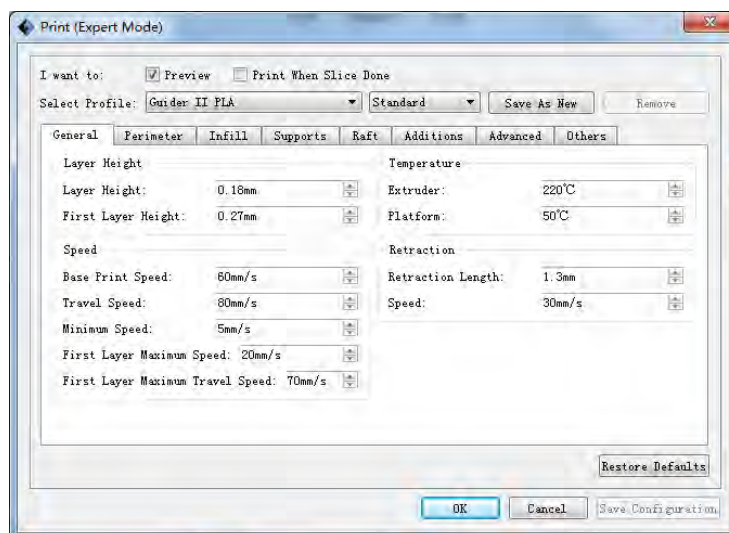 Print (Expert Mode)
I want to: Preview Print When Slice Done
Select Profile: Guider II PLA Standard Save As New Remove
General Perimeter Infill Supports Raft Additions Advanced Others
Layer Height Temperature
Layer Height: 0.18mm Extruder: 220℃
First Layer Height: 0.27mm Platform: 50℃
Speed Retraction
Base Print Speed: 60mm/s Retraction Length: 1.3mm
Travel Speed: 80mm/s Speed: 30mm/s
Minimum Speed: 5mm/s
First Layer Maximum Speed: 20mm/s
First Layer Maximum Travel Speed: 70mm/s
Restore Defaults
OK Cancel Save Configuration